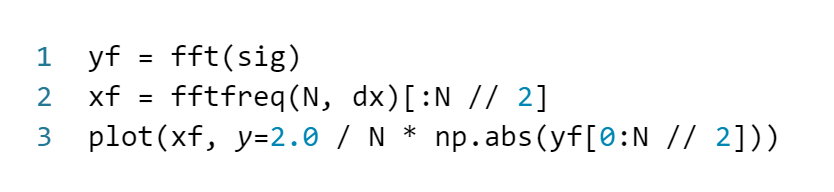 1 yf = fft(sig)
2 xf = fftfreq(N, dx)[:N // 2]
3 plot(xf, y=2.0 / N * np.abs(yf[0:N // 2]))